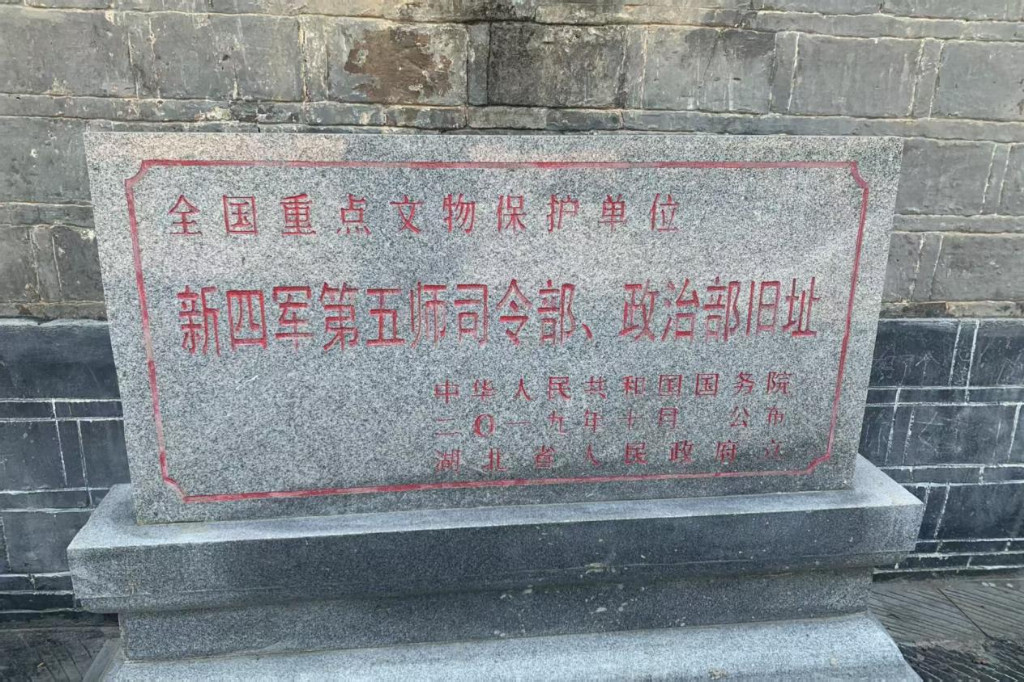 全国重点文物保护单位
新四军第五师司令部、政治部旧址
中华人民共和国国务院
二〇一九年十月 公布
湖北省人民政府立